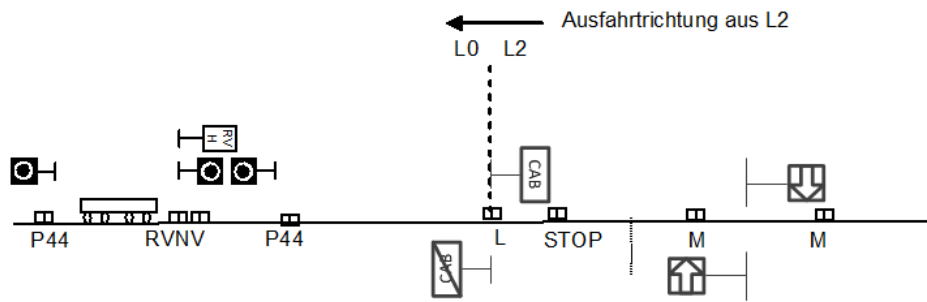 Ausfahrtrichtung aus L2
L0 L2
RV
H
CAB
P44 RVNV P44 L STOP M M
CAB